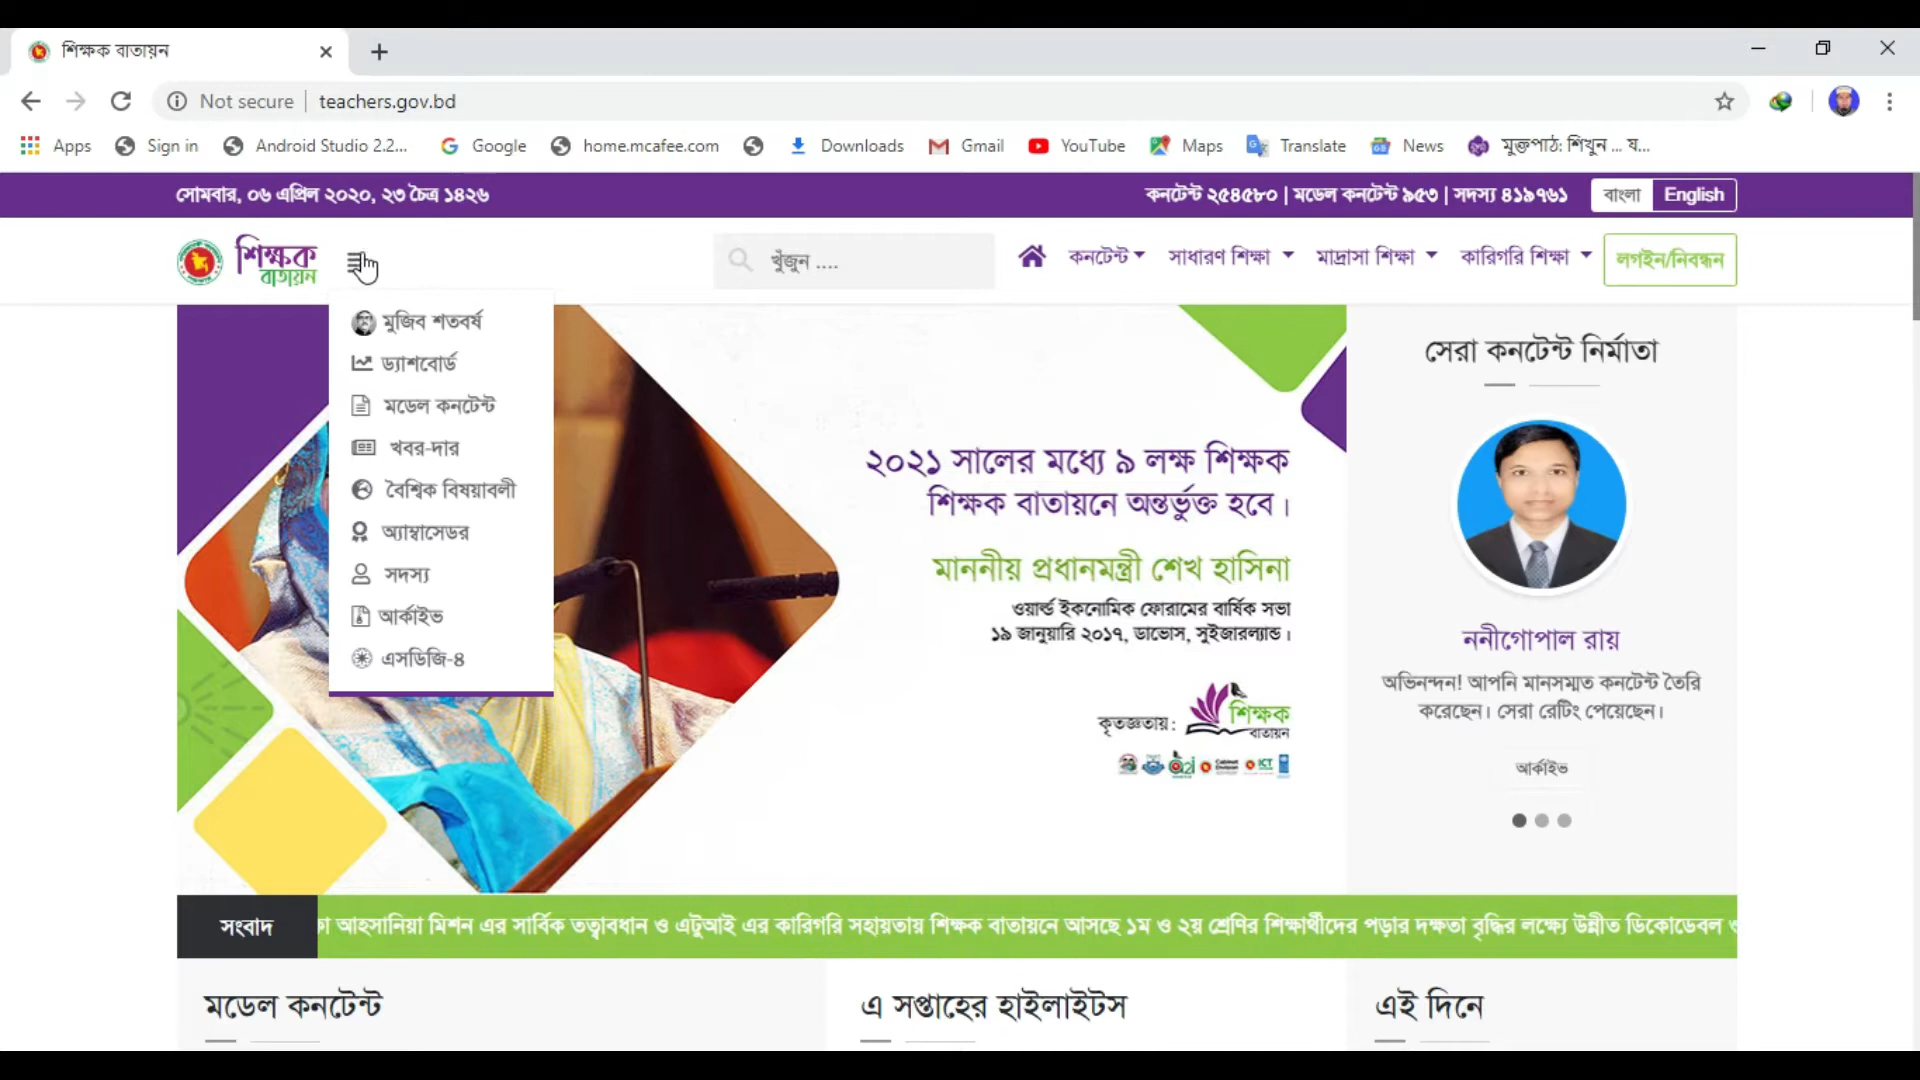 শিক্ষক বাতায়ন
Not secure teachers.gov.bd
Apps Sign in Android Studio 2.2... Google home.mcafee.com Downloads Gmail YouTube Maps Translate News মুক্তপাঠ: শিখুন ... য...
সোমবার, ০৬ এপ্রিল ২০২০, ২৩ চৈত্র ১৪২৬
কনটেন্ট ২৫৪৫৮০ | মডেল কনটেন্ট ৯৫৩ | সদস্য ৪১৯৭৬১ বাংলা English
শিক্ষক
বাতায়ন
খুঁজুন ....
কনটেন্ট সাধারণ শিক্ষা মাদ্রাসা শিক্ষা কারিগরি শিক্ষা লগইন/নিবন্ধন
মুজিব শতবর্ষ
ড্যাশবোর্ড
মডেল কনটেন্ট
খবর-দার
বৈশ্বিক বিষয়াবলী
অ্যাম্বাসেডর
সদস্য
আর্কাইভ
এসডিজি-৪
২০২১ সালের মধ্যে ৯ লক্ষ শিক্ষক
শিক্ষক বাতায়নে অন্তর্ভুক্ত হবে।
মাননীয় প্রধানমন্ত্রী শেখ হাসিনা
ওয়ার্ল্ড ইকনোমিক ফোরামের বার্ষিক সভা
১৯ জানুয়ারি ২০১৭, ডাভোস, সুইজারল্যান্ড।
কৃতজ্ঞতায়: শিক্ষক
বাতায়ন
ICT
সেরা কনটেন্ট নির্মাতা
ননীগোপাল রায়
অভিনন্দন! আপনি মানসম্মত কনটেন্ট তৈরি
করেছেন। সেরা রেটিং পেয়েছেন।
আর্কাইভ
সংবাদ
আহসানিয়া মিশন এর সার্বিক তত্বাবধান ও এটুআই এর কারিগরি সহায়তায় শিক্ষক বাতায়নে আসছে ১ম ও ২য় শ্রেণির শিক্ষার্থীদের পড়ার দক্ষতা বৃদ্ধির লক্ষ্যে উন্নীত ডিকোডেবল
মডেল কনটেন্ট
এ সপ্তাহের হাইলাইটস
এই দিনে